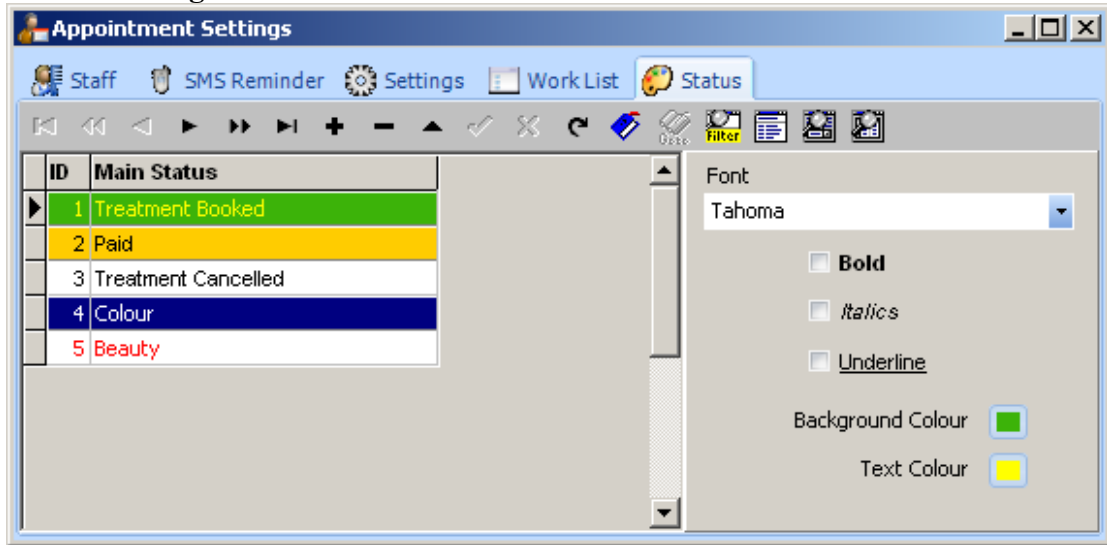 Appointment Settings
Staff SMS Reminder Settings Work List Status
Filter
ID Main Status
1 Treatment Booked
2 Paid
3 Treatment Cancelled
4 Colour
5 Beauty
Font
Tahoma
Bold
Italics
Underline
Background Colour
Text Colour